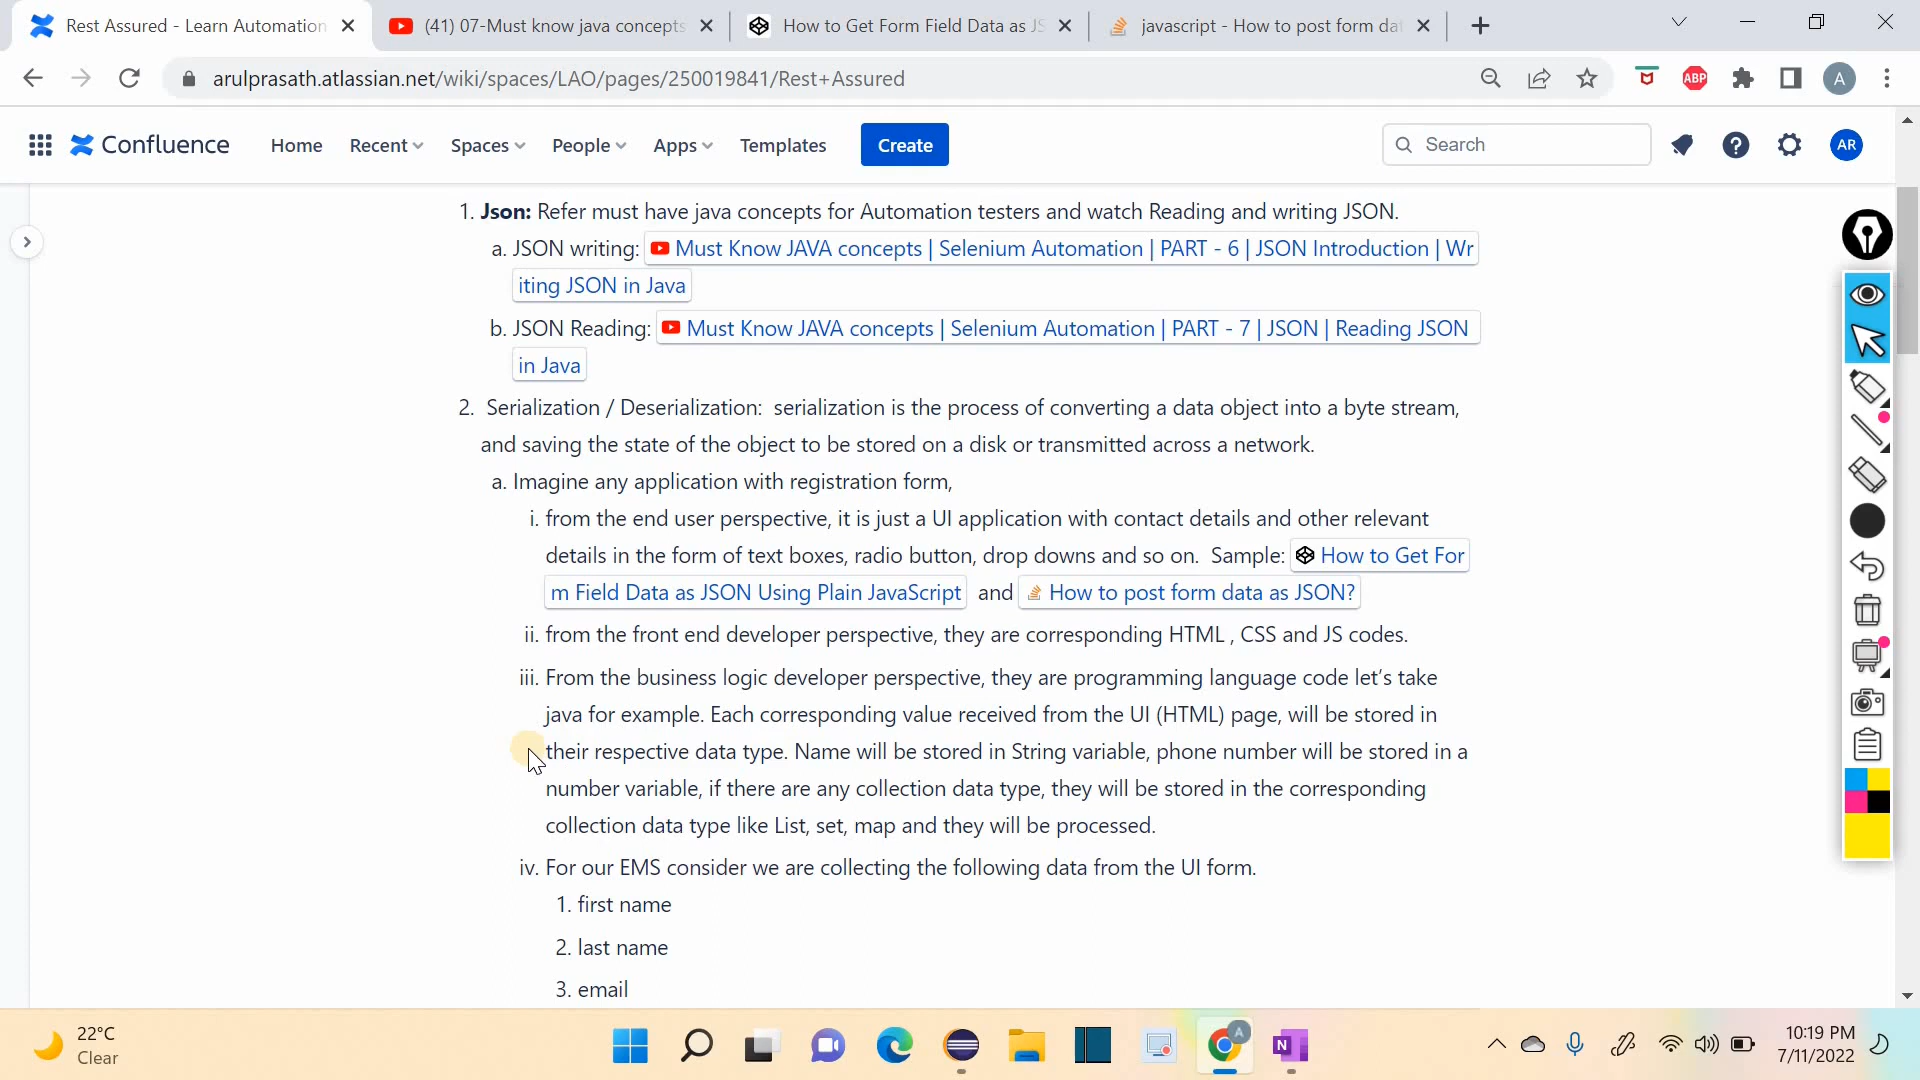 Rest Assured - Learn Automation
(41) 07-Must know java concepts
How to Get Form Field Data as JS
javascript - How to post form dat
arulprasath.atlassian.net/wiki/spaces/LAO/pages/250019841/Rest+Assured
ABP
A
Confluence
Home
Recent
Spaces
People
Apps
Templates
Create
Search
AR
1. Json: Refer must have java concepts for Automation testers and watch Reading and writing JSON.
a. JSON writing: Must Know JAVA concepts | Selenium Automation | PART - 6 | JSON Introduction | Wr
iting JSON in Java
b. JSON Reading: Must Know JAVA concepts | Selenium Automation | PART - 7 | JSON | Reading JSON
in Java
2. Serialization / Deserialization: serialization is the process of converting a data object into a byte stream,
and saving the state of the object to be stored on a disk or transmitted across a network.
a. Imagine any application with registration form,
i. from the end user perspective, it is just a UI application with contact details and other relevant
details in the form of text boxes, radio button, drop downs and so on. Sample: How to Get For
m Field Data as JSON Using Plain JavaScript and How to post form data as JSON?
ii. from the front end developer perspective, they are corresponding HTML , CSS and JS codes.
iii. From the business logic developer perspective, they are programming language code let's take
java for example. Each corresponding value received from the UI (HTML) page, will be stored in
their respective data type. Name will be stored in String variable, phone number will be stored in a
number variable, if there are any collection data type, they will be stored in the corresponding
collection data type like List, set, map and they will be processed.
iv. For our EMS consider we are collecting the following data from the UI form.
1. first name
2. last name
3. email
22°C
Clear
A
N
10:19 PM
7/11/2022